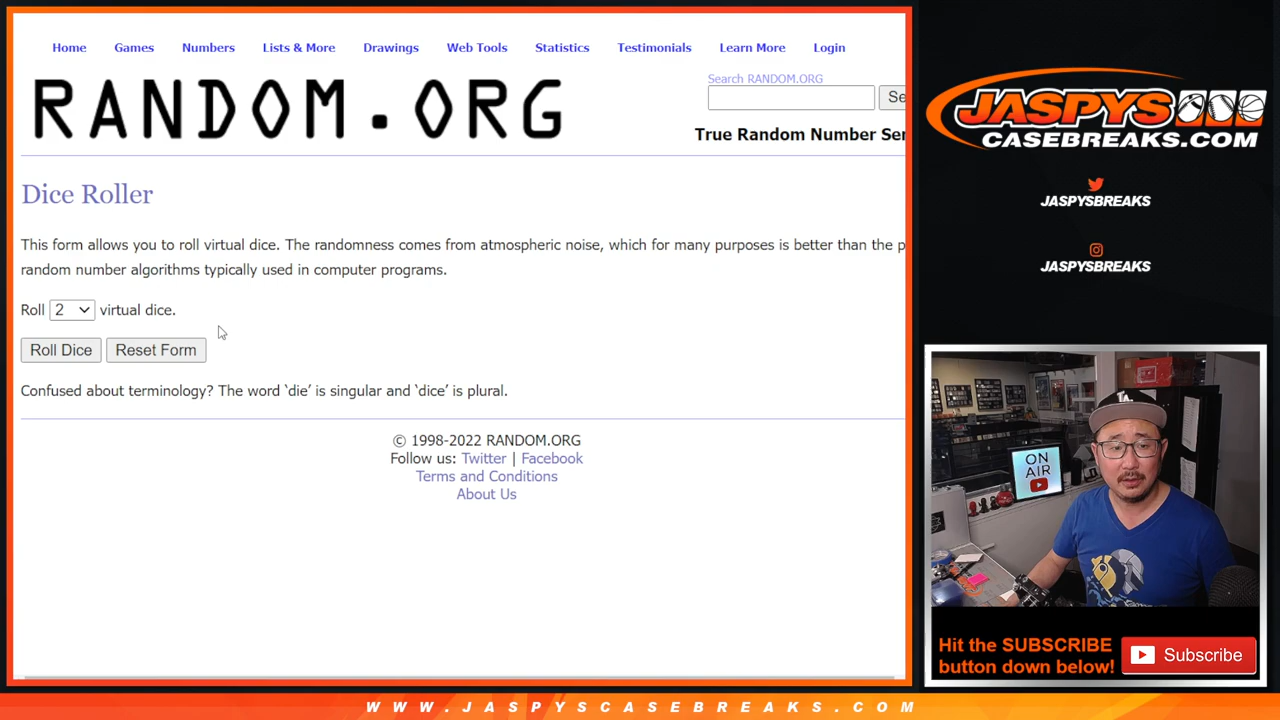 Home Games Numbers Lists & More Drawings Web Tools Statistics Testimonials Learn More Login
RANDOM.ORG
Search RANDOM.ORG
Se
True Random Number Ser
Dice Roller
This form allows you to roll virtual dice. The randomness comes from atmospheric noise, which for many purposes is better than the p
random number algorithms typically used in computer programs.
Roll 2 virtual dice.
Roll Dice Reset Form
Confused about terminology? The word ‘die’ is singular and ‘dice’ is plural.
© 1998-2022 RANDOM.ORG
Follow us: Twitter | Facebook
Terms and Conditions
About Us
JASPYS
CASEBREAKS.COM
JASPYSBREAKS
JASPYSBREAKS
ON
AIR
Hit the SUBSCRIBE
button down below!
Subscribe
WWW.JASPYSCASEBREAKS.COM